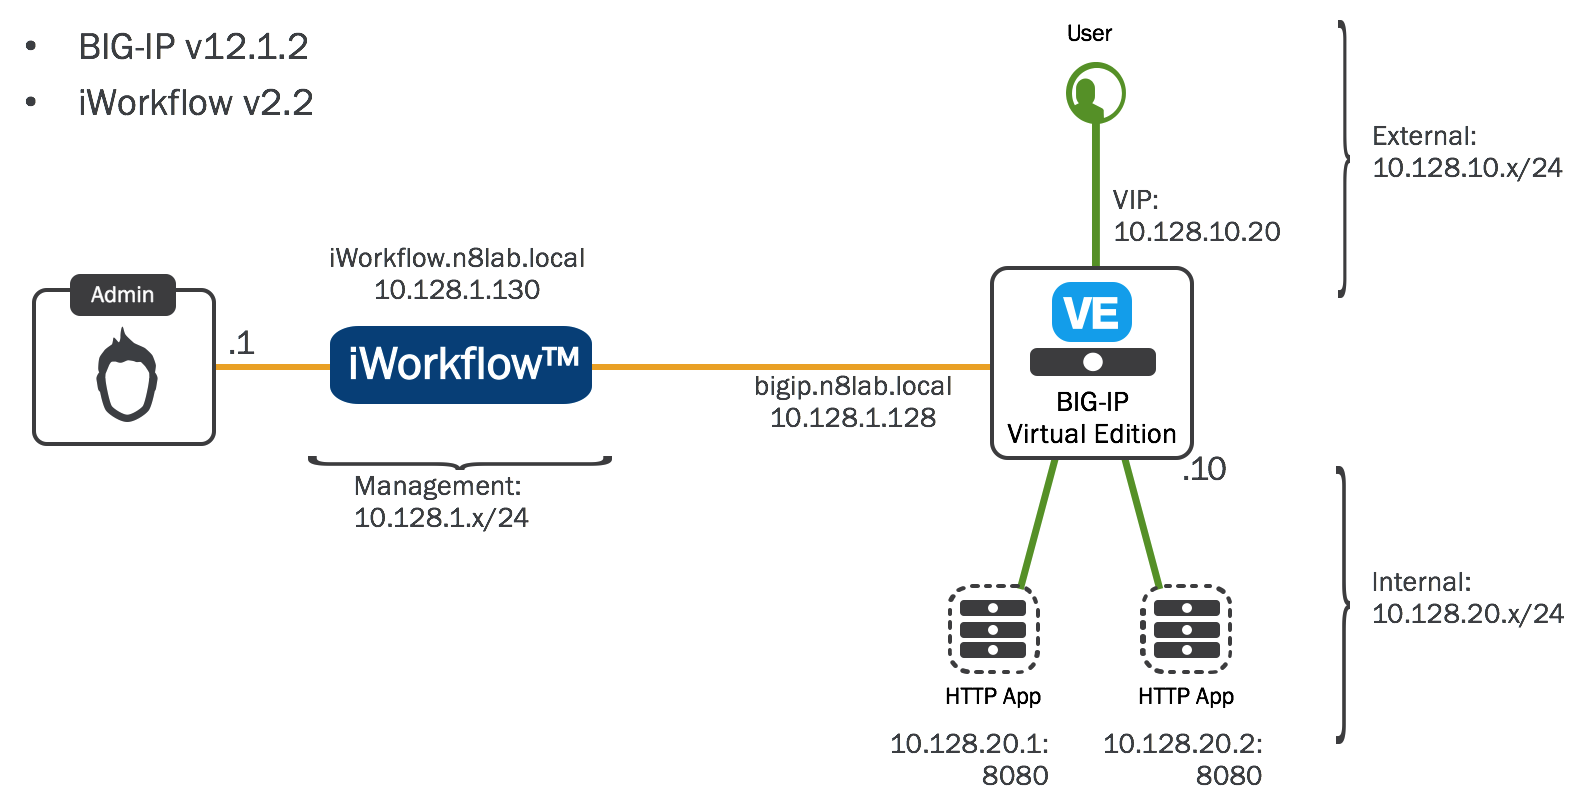 • BIG-IP v12.1.2
• iWorkflow v2.2
User
External:
10.128.10.x/24
VIP:
10.128.10.20
iWorkflow.n8lab.local
10.128.1.130
Admin
.1
iWorkflow™
VE
bigip.n8lab.local
10.128.1.128
BIG-IP
Virtual Edition
.10
Management:
10.128.1.x/24
Internal:
10.128.20.x/24
HTTP App
HTTP App
10.128.20.1:
8080
10.128.20.2:
8080